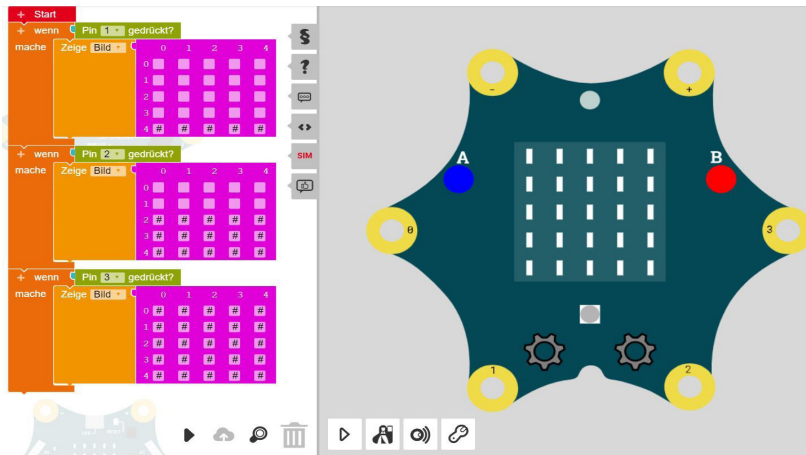 + Start
+ wenn Pin 1 gedrückt?
mache Zeige Bild 0 1 2 3 4
0
1
2
3
4 # # # # #
+ wenn Pin 2 gedrückt?
mache Zeige Bild 0 1 2 3 4
0
1
2 # # # # #
3 # # # # #
4 # # # # #
+ wenn Pin 3 gedrückt?
mache Zeige Bild 0 1 2 3 4
0 # # # # #
1 # # # # #
2 # # # # #
3 # # # # #
4 # # # # #
§
?
<>
SIM
- +
A B
0 3
1 2